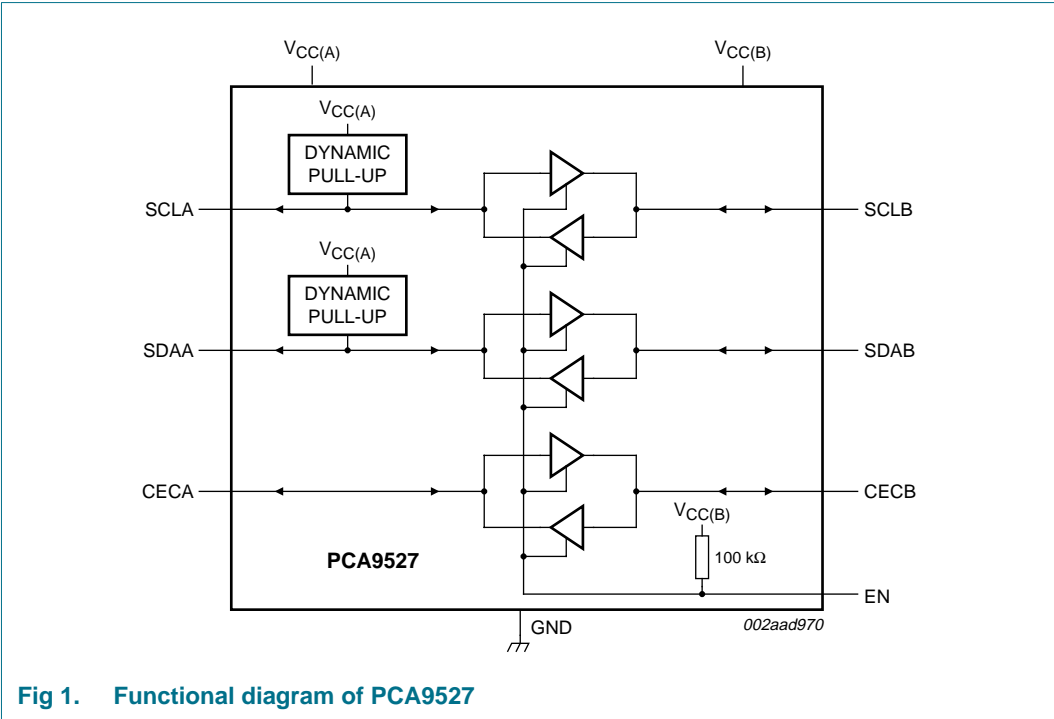 VCC(A)
VCC(B)
VCC(A)
DYNAMIC
PULL-UP
SCLA
SCLB
VCC(A)
DYNAMIC
PULL-UP
SDAA
SDAB
CECA
CECB
VCC(B)
PCA9527
100 kΩ
EN
GND
002aad970
Fig 1. Functional diagram of PCA9527